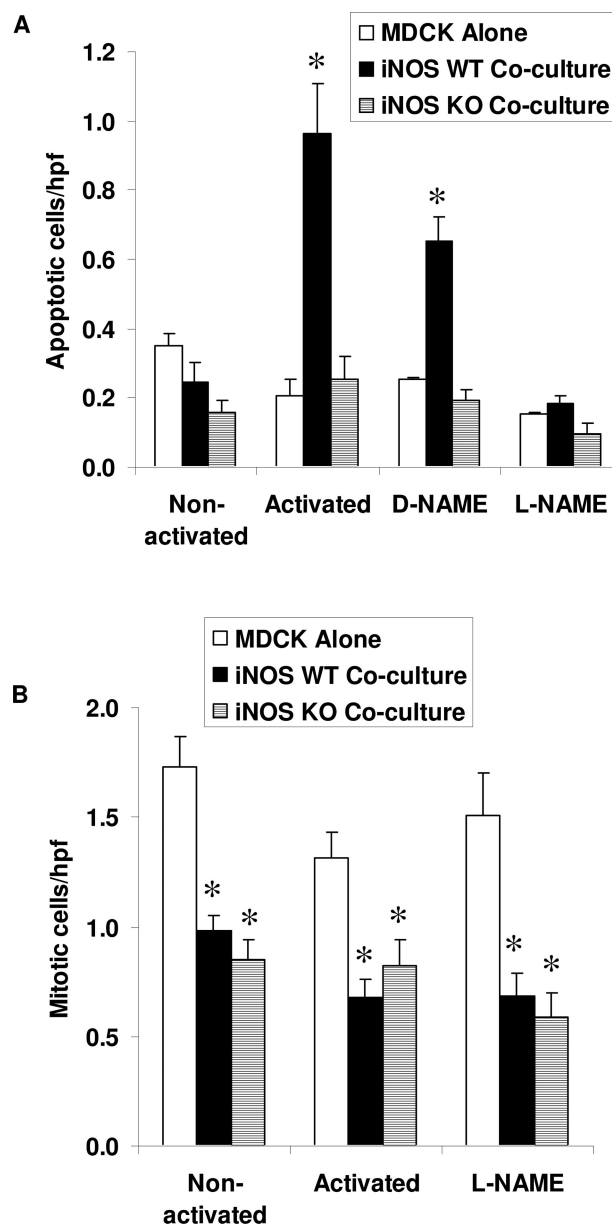 A
MDCK Alone
iNOS WT Co-culture
iNOS KO Co-culture
Apoptotic cells/hpf
1.2
1.0
0.8
0.6
0.4
0.2
0.0
*
*
Non-
activated
Activated
D-NAME
L-NAME
B
MDCK Alone
iNOS WT Co-culture
iNOS KO Co-culture
Mitotic cells/hpf
2.0
1.5
1.0
0.5
0.0
*
*
*
*
*
*
Non-
activated
Activated
L-NAME